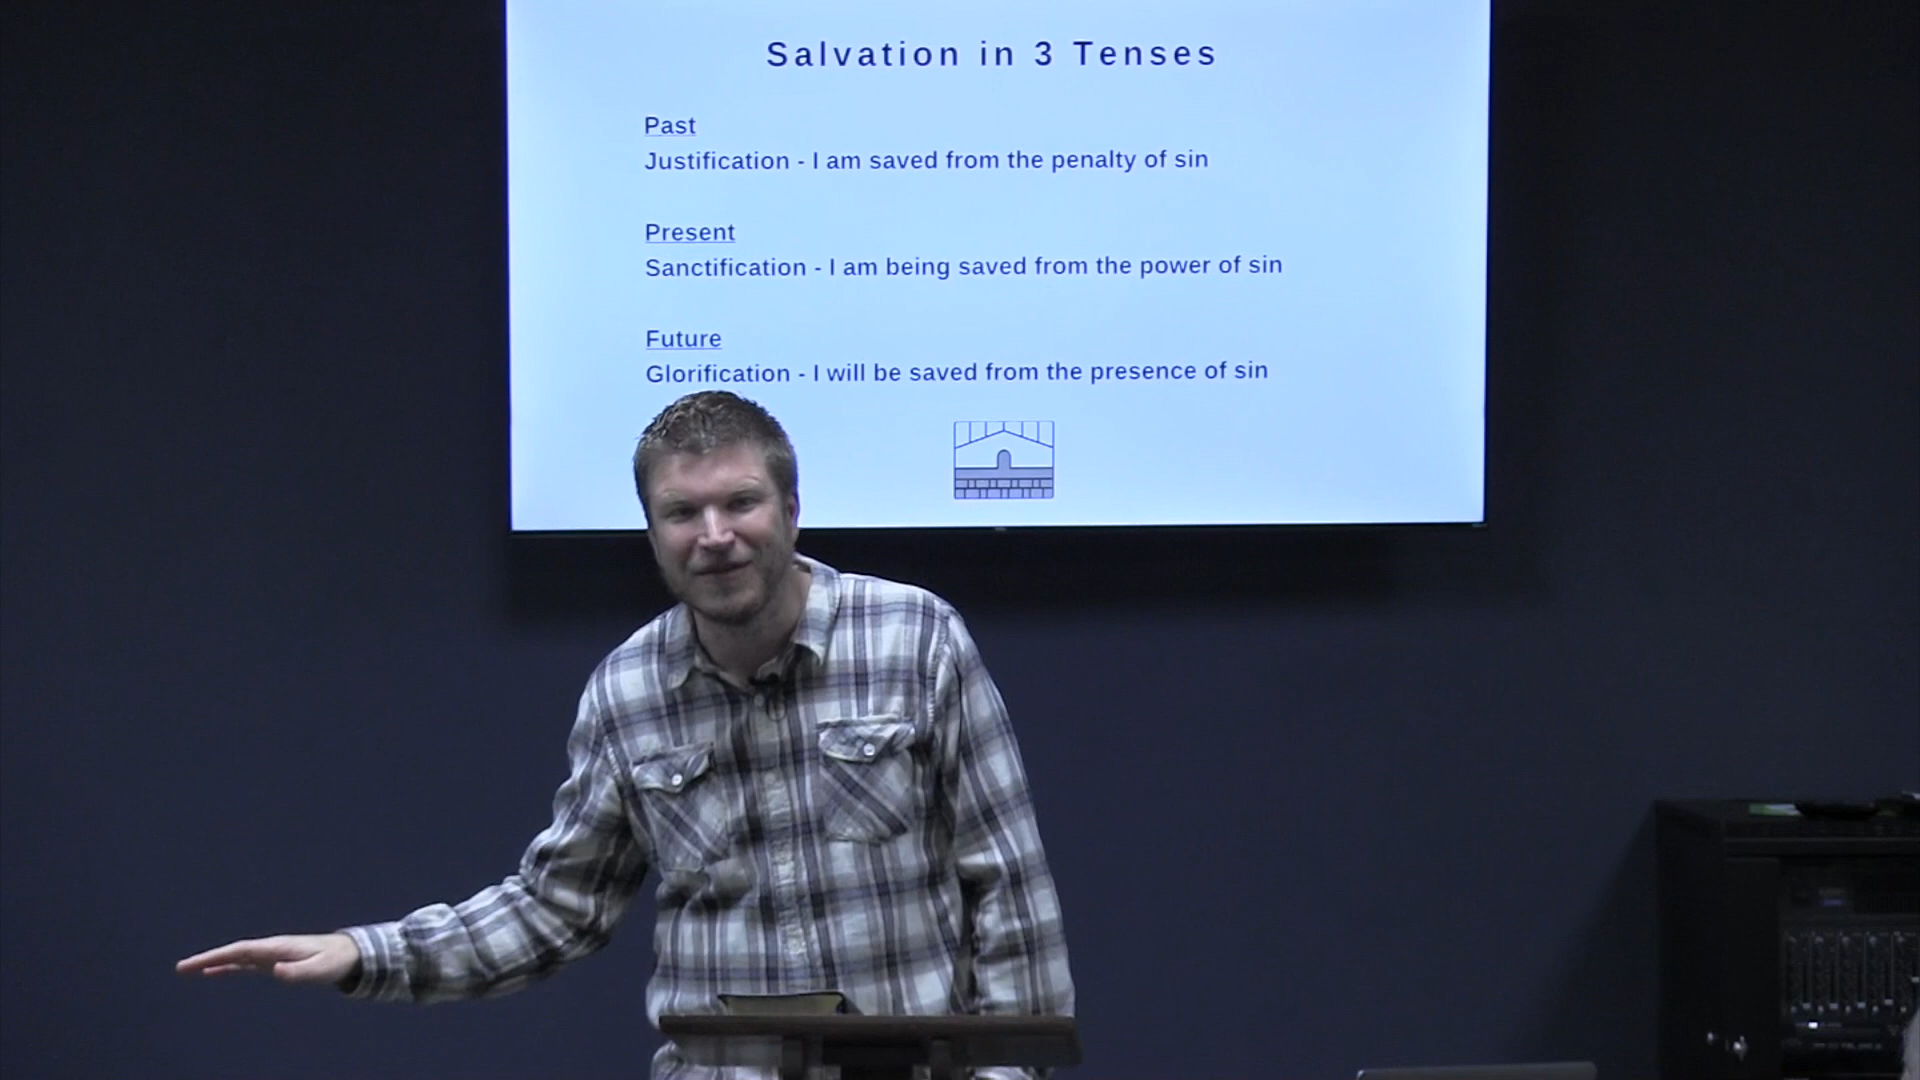 Salvation in 3 Tenses
Past
Justification - I am saved from the penalty of sin
Present
Sanctification - I am being saved from the power of sin
Future
Glorification - I will be saved from the presence of sin